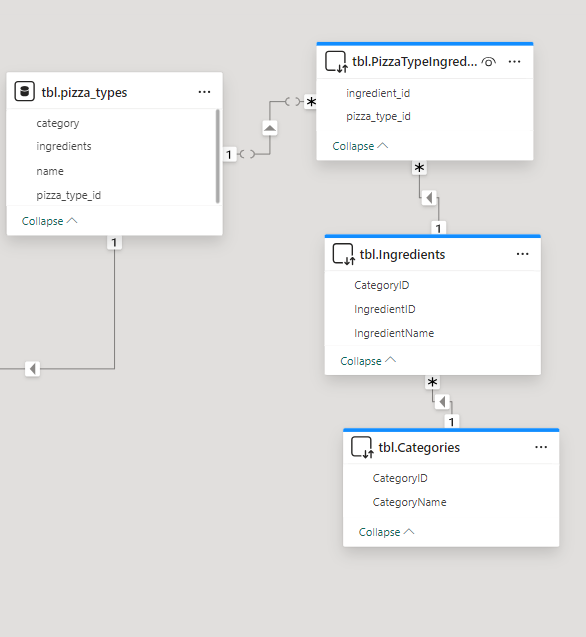 tbl.pizza_types
category
ingredients
name
pizza_type_id
Collapse
1
1
*
tbl.PizzaTypeIngred...
ingredient_id
pizza_type_id
Collapse
*
1
tbl.Ingredients
CategoryID
IngredientID
IngredientName
Collapse
*
1
tbl.Categories
CategoryID
CategoryName
Collapse